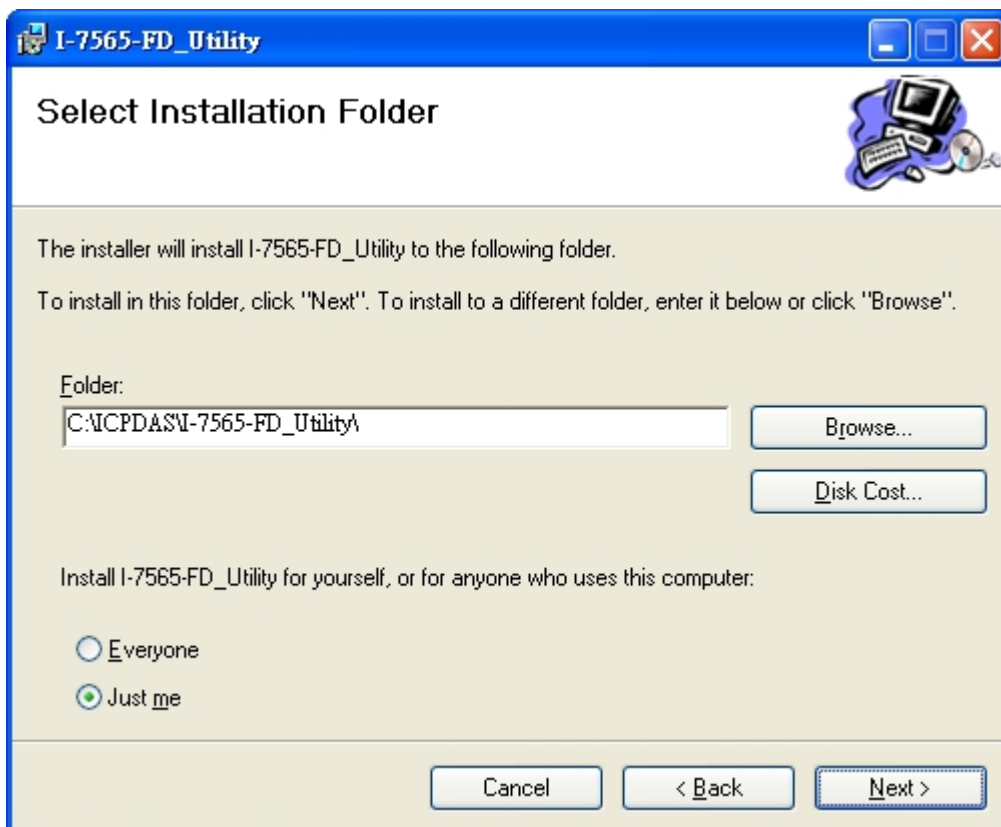 I-7565-FD_Utility
Select Installation Folder
The installer will install I-7565-FD_Utility to the following folder.
To install in this folder, click "Next". To install to a different folder, enter it below or click "Browse".
Folder:
C:\ICPDAS\I-7565-FD_Utility\
Browse...
Disk Cost...
Install I-7565-FD_Utility for yourself, or for anyone who uses this computer:
Everyone
Just me
Cancel
< Back
Next >